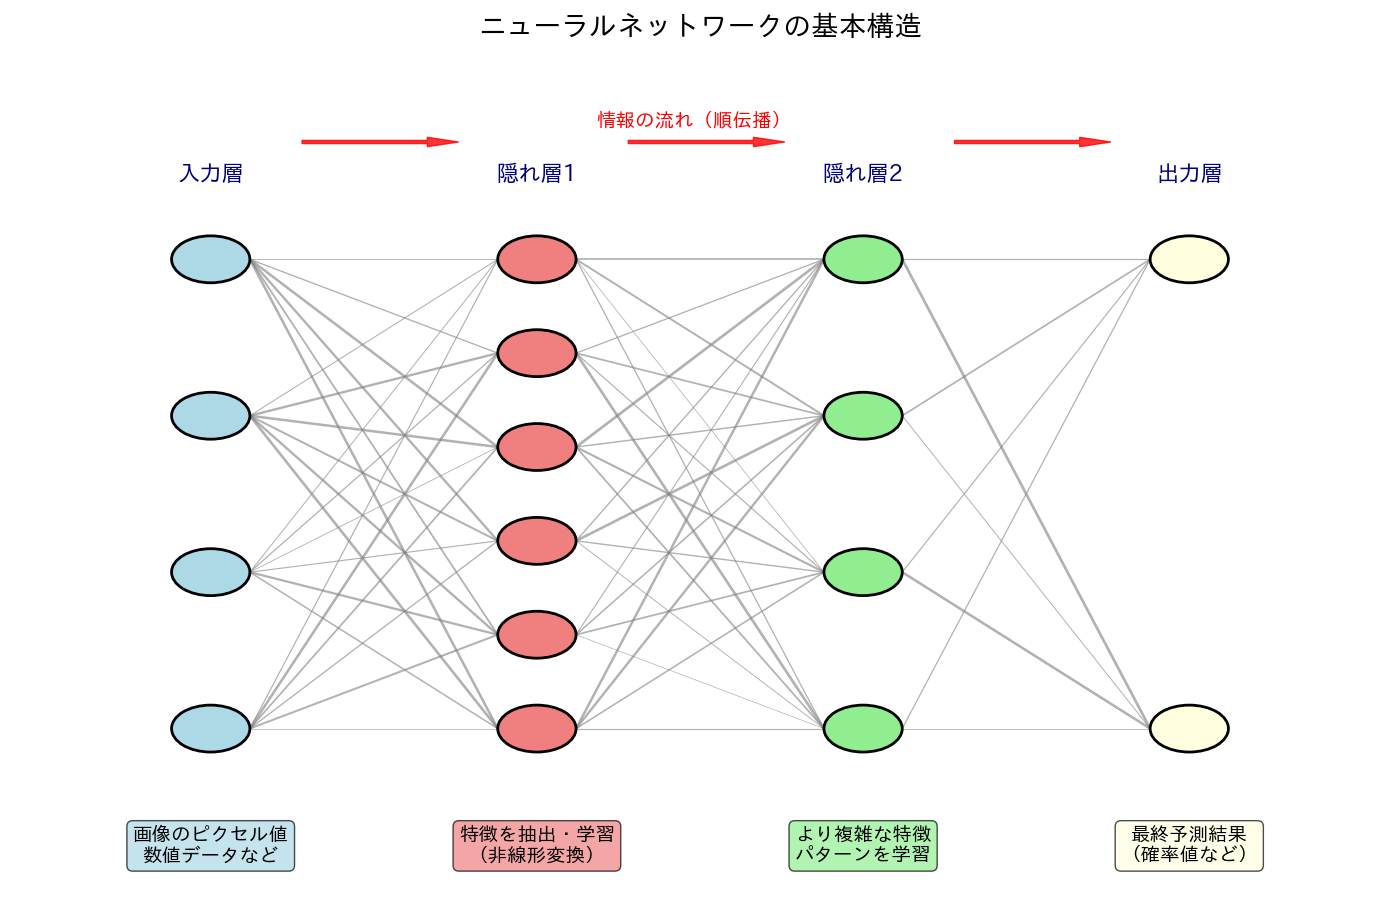 ニューラルネットワークの基本構造
情報の流れ（順伝播）
入力層
隠れ層1
隠れ層2
出力層
画像のピクセル値
数値データなど
特徴を抽出・学習
（非線形変換）
より複雑な特徴
パターンを学習
最終予測結果
（確率値など）